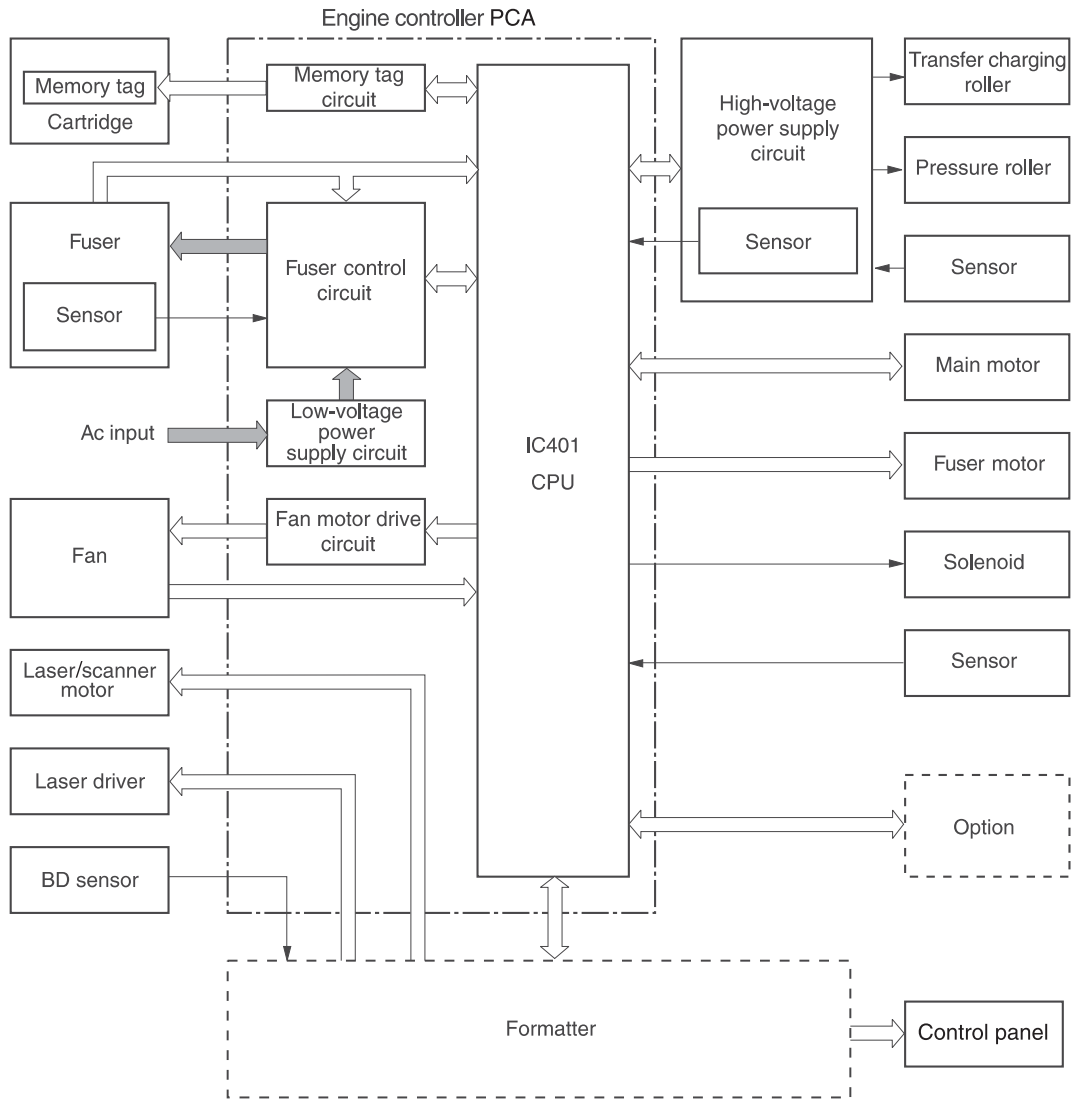 Engine controller PCA
Memory tag
Cartridge
Memory tag
circuit
High-voltage
power supply
circuit
Sensor
Transfer charging
roller
Pressure roller
Sensor
Fuser
Sensor
Fuser control
circuit
Ac input
Low-voltage
power
supply circuit
IC401
CPU
Main motor
Fuser motor
Fan
Fan motor drive
circuit
Solenoid
Laser/scanner
motor
Sensor
Laser driver
Option
BD sensor
Formatter
Control panel